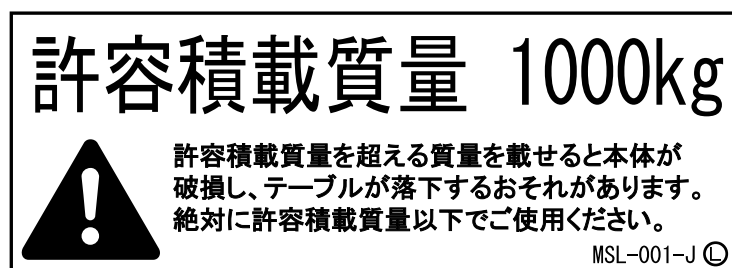 許容積載質量 1000kg
許容積載質量を超える質量を載せると本体が
破損し、テーブルが落下するおそれがあります。
絶対に許容積載質量以下でご使用ください。
MSL-001-J Ⓛ